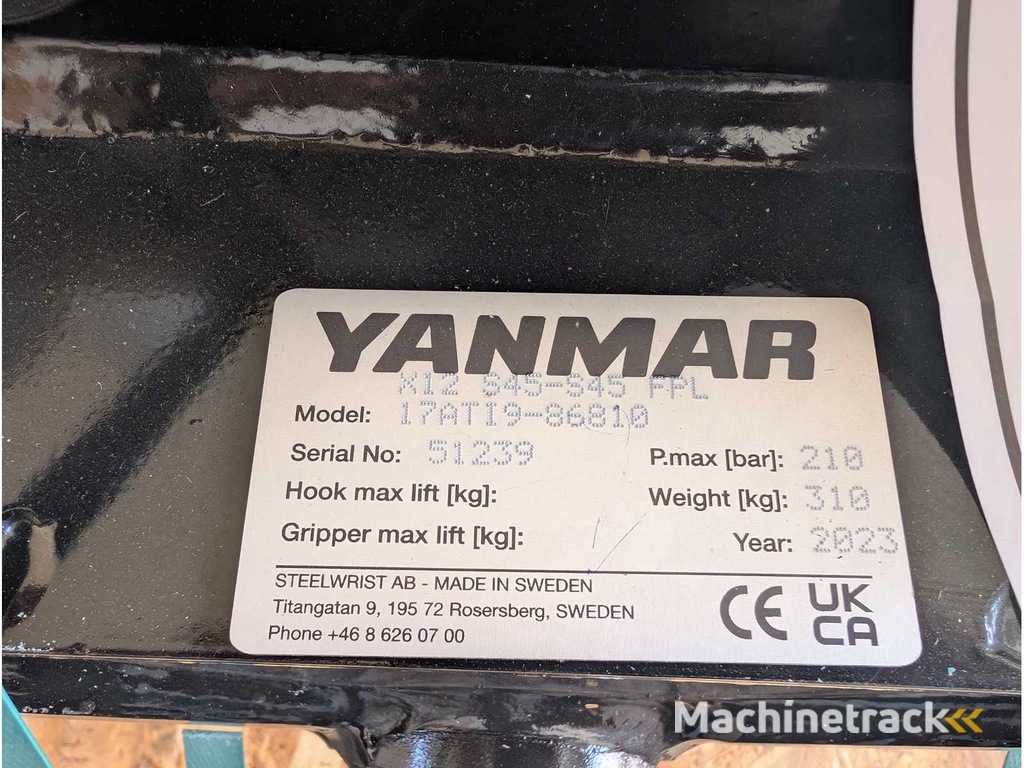 YANMAR
X12 S45-S45 PPL
Model: 17ATI9-86810
Serial No: 51239
P.max [bar]: 210
Hook max lift [kg]:
Weight [kg]: 310
Gripper max lift [kg]:
Year: 2023
STEELWRIST AB - MADE IN SWEDEN
Titangatan 9, 195 72 Rosersberg, SWEDEN
Phone +46 8 626 07 00
CE
UK
CA
Machinetrack